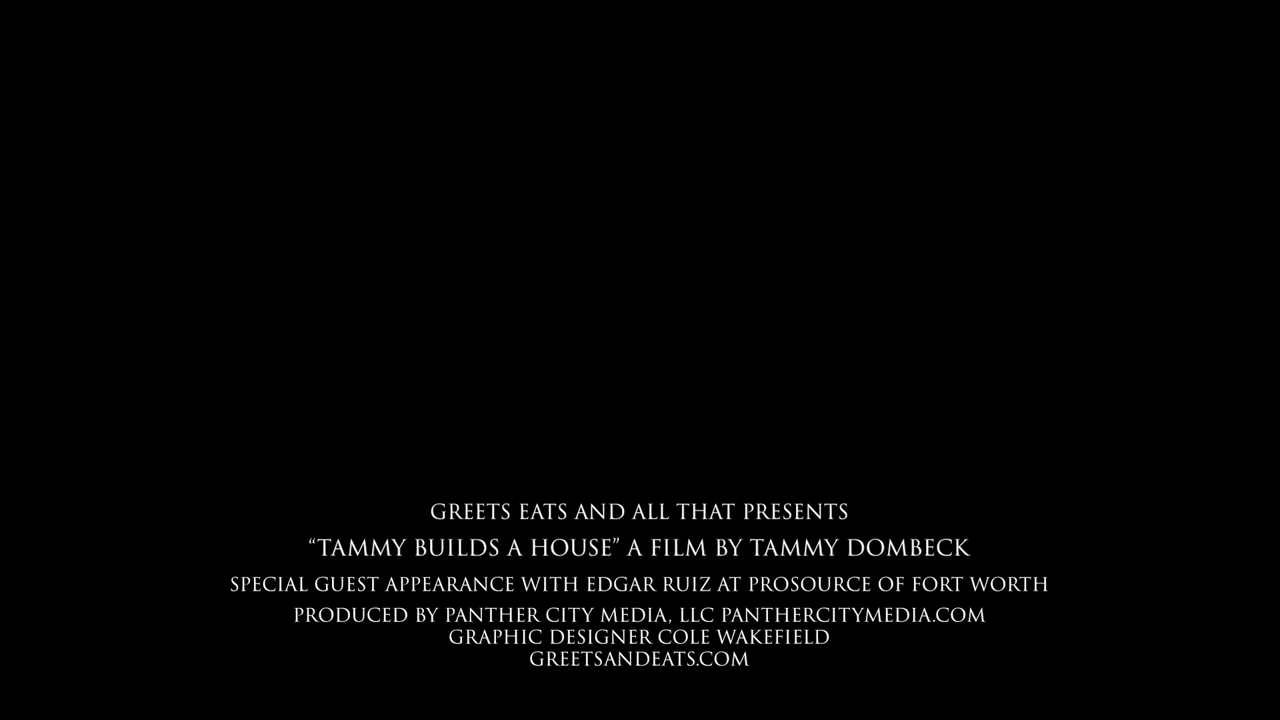 GREETS EATS AND ALL THAT PRESENTS
“TAMMY BUILDS A HOUSE” A FILM BY TAMMY DOMBECK
SPECIAL GUEST APPEARANCE WITH EDGAR RUIZ AT PROSOURCE OF FORT WORTH
PRODUCED BY PANTHER CITY MEDIA, LLC PANTHERCITYMEDIA.COM
GRAPHIC DESIGNER COLE WAKEFIELD
GREETSANDEATS.COM